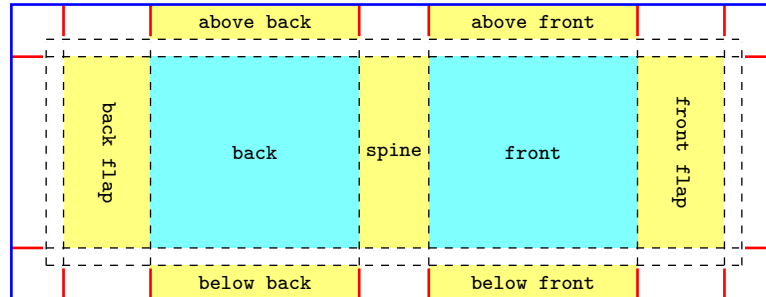 above back
above front
back flap
back
spine
front
front flap
below back
below front